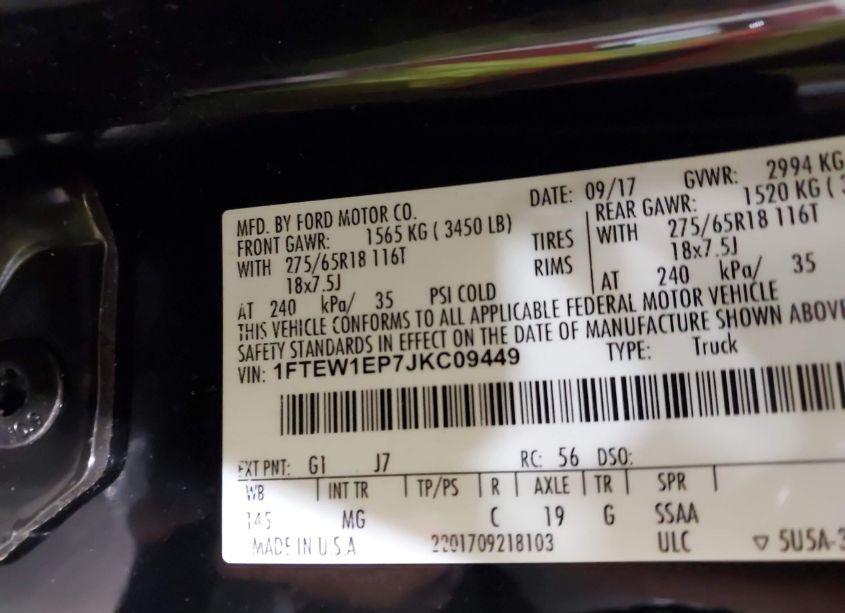 MFD. BY FORD MOTOR CO. DATE: 09/17 GVWR: 2994 KG
FRONT GAWR: 1565 KG ( 3450 LB) REAR GAWR: 1520 KG (
WITH 275/65R18 116T TIRES WITH 275/65R18 116T
18x7.5J RIMS 18x7.5J
AT 240 kPa/ 35 PSI COLD AT 240 kPa/ 35
THIS VEHICLE CONFORMS TO ALL APPLICABLE FEDERAL MOTOR VEHICLE
SAFETY STANDARDS IN EFFECT ON THE DATE OF MANUFACTURE SHOWN ABOVE
VIN: 1FTEW1EP7JKC09449 TYPE: Truck
EXT PNT: G1 J7 RC: 56 DSO:
WB INT TR TP/PS R AXLE TR SPR
145 MG C 19 G SSAA
MADE IN U.S.A 2201709218103 ULC ▽ 5U5A-3